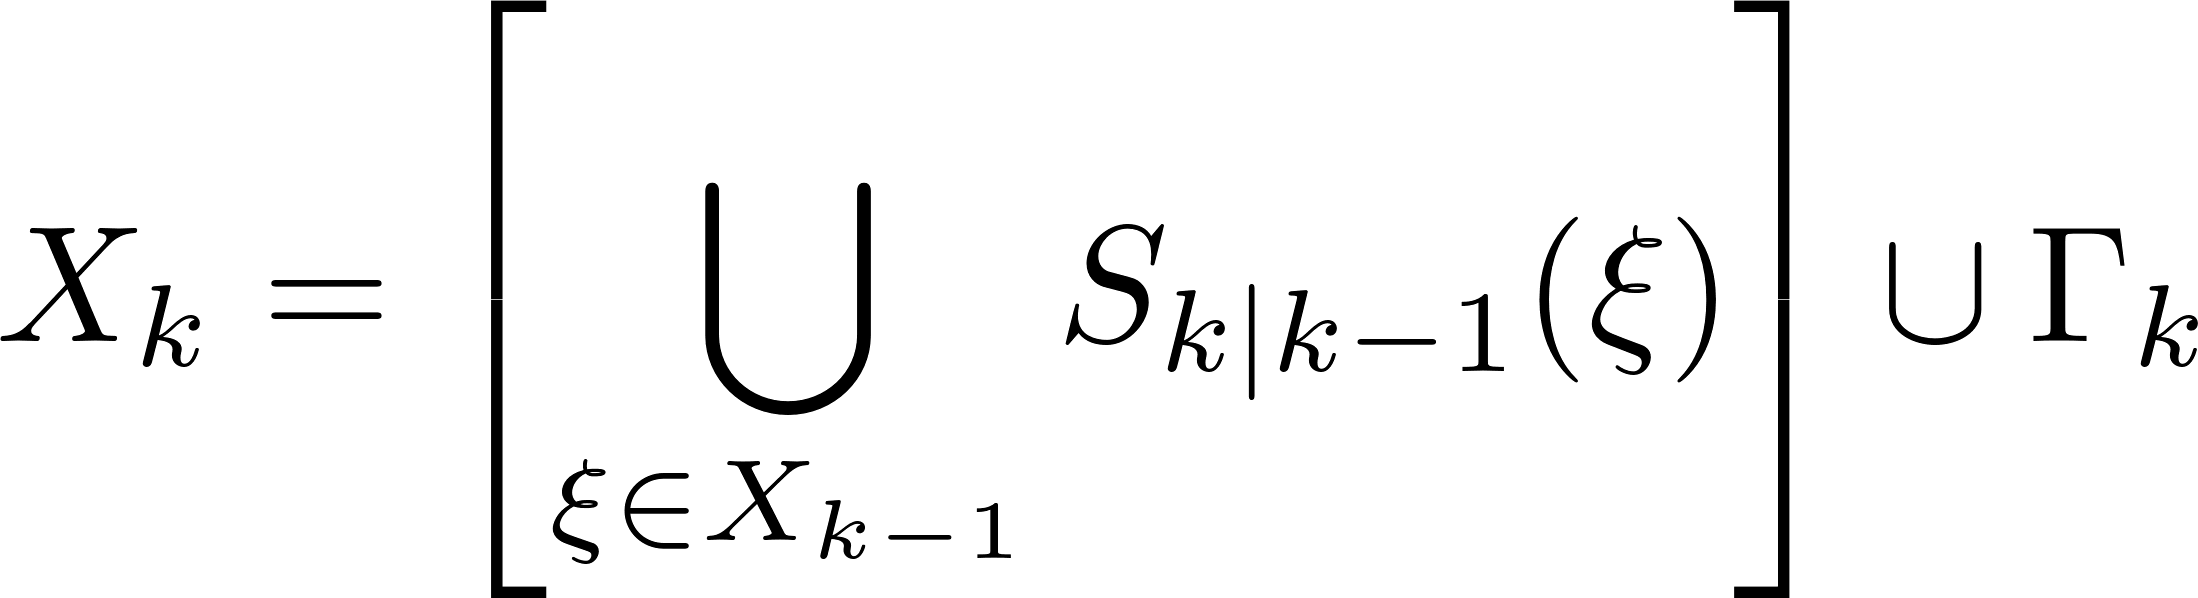 X_k = \left[ \bigcup_{\xi \in X_{k-1}} S_{k|k-1}(\xi) \right] \cup \Gamma_k